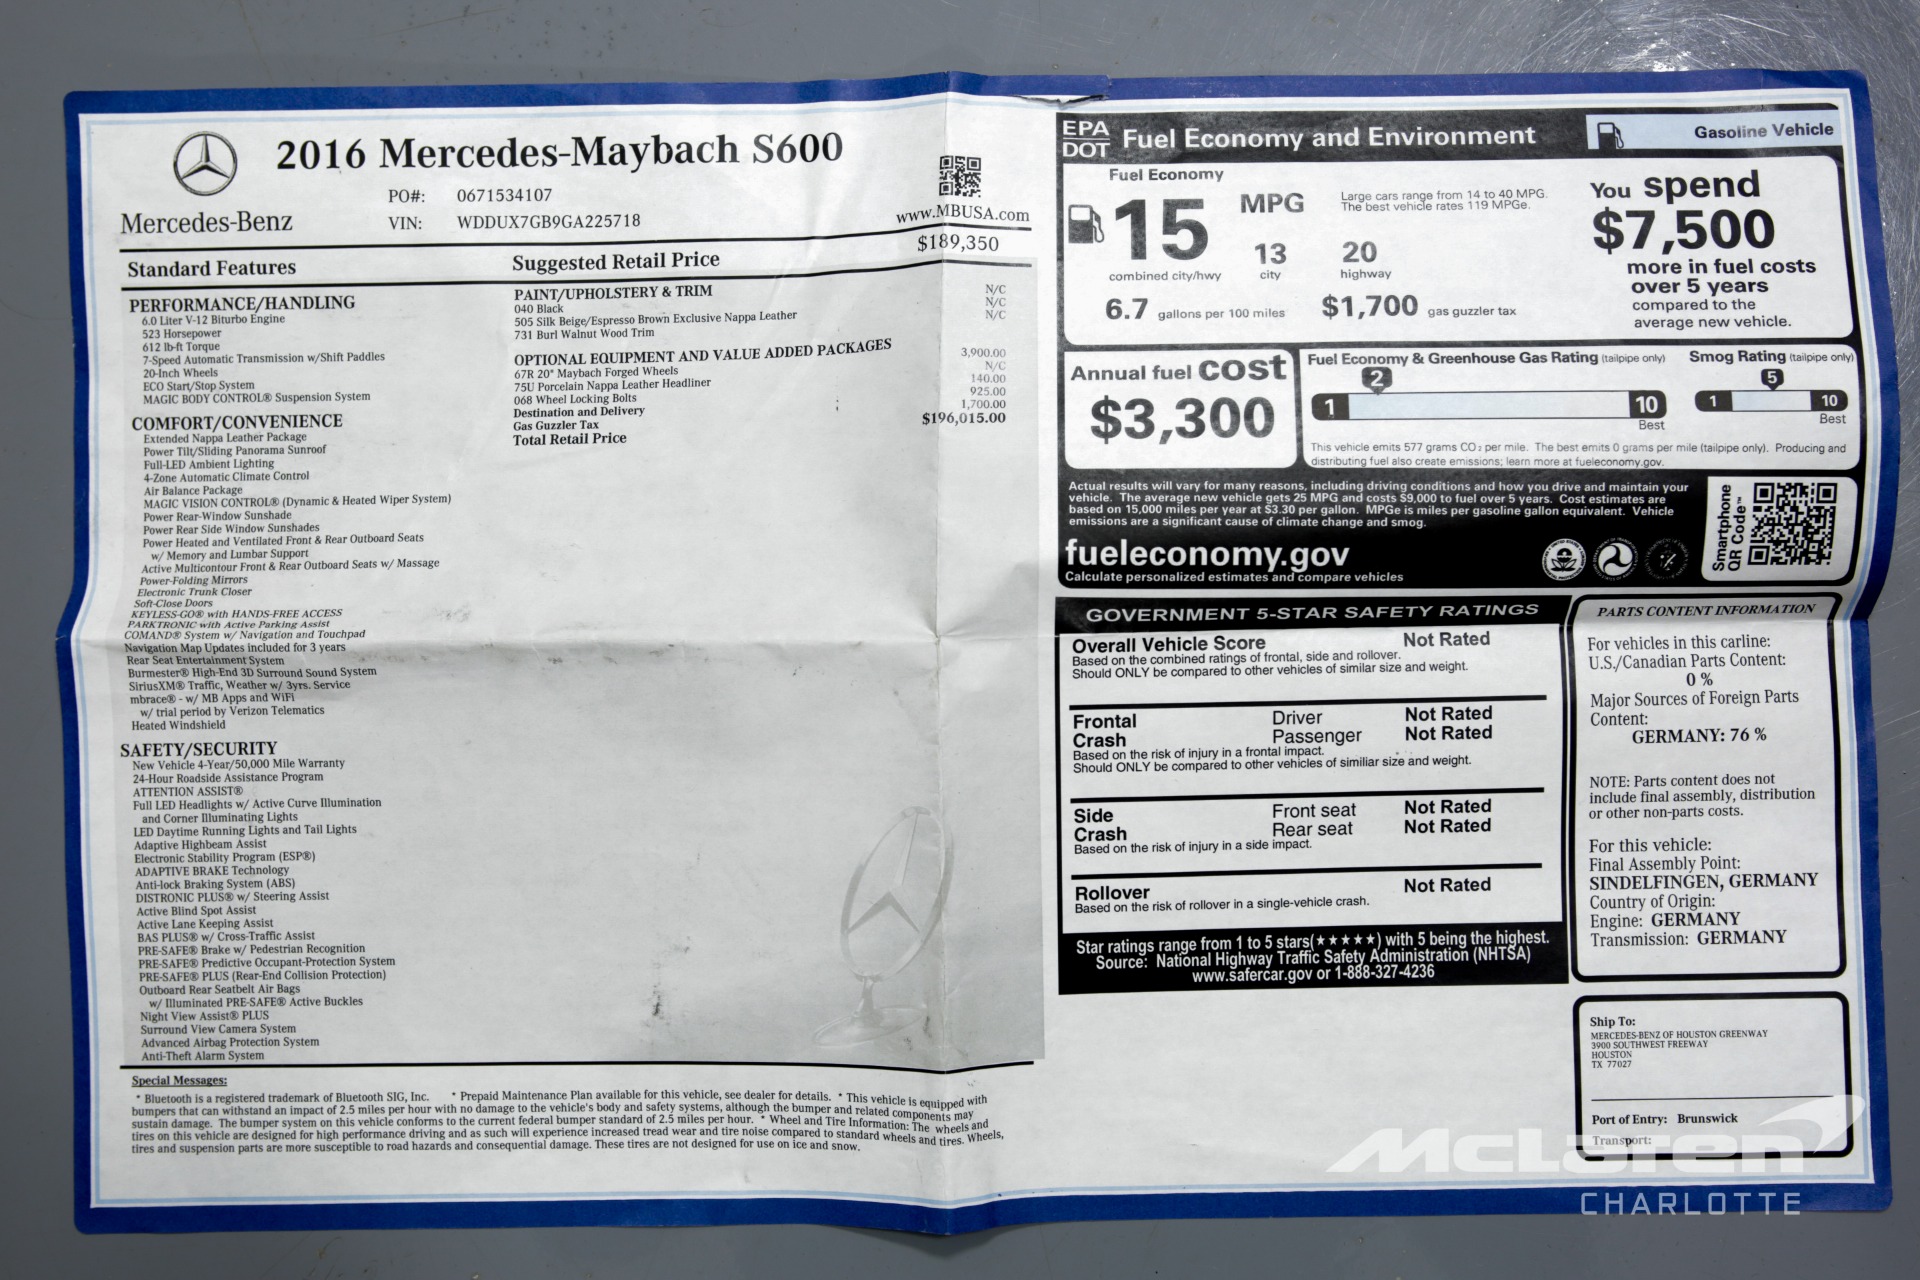 2016 Mercedes-Maybach S600
Mercedes-Benz
PO#: 0671534107
VIN: WDDUX7GB9GA225718
www.MBUSA.com
Standard Features
PERFORMANCE/HANDLING
6.0 Liter V-12 Biturbo Engine
523 Horsepower
612 lb-ft Torque
7-Speed Automatic Transmission w/Shift Paddles
20-Inch Wheels
ECO Start/Stop System
MAGIC BODY CONTROL® Suspension System
COMFORT/CONVENIENCE
Extended Nappa Leather Package
Power Tilt/Sliding Panorama Sunroof
Full-LED Ambient Lighting
4-Zone Automatic Climate Control
Air Balance Package
MAGIC VISION CONTROL® (Dynamic & Heated Wiper System)
Power Rear-Window Sunshade
Power Rear Side Window Sunshades
Power Heated and Ventilated Front & Rear Outboard Seats
w/ Memory and Lumbar Support
Active Multicontour Front & Rear Outboard Seats w/ Massage
Power-Folding Mirrors
Electronic Trunk Closer
Soft-Close Doors
KEYLESS-GO® with HANDS-FREE ACCESS
PARKTRONIC with Active Parking Assist
COMAND® System w/ Navigation and Touchpad
Navigation Map Updates included for 3 years
Rear Seat Entertainment System
Burmester® High-End 3D Surround Sound System
SiriusXM® Traffic, Weather w/ 3yrs. Service
mbrace® - w/ MB Apps and WiFi
w/ trial period by Verizon Telematics
Heated Windshield
SAFETY/SECURITY
New Vehicle 4-Year/50,000 Mile Warranty
24-Hour Roadside Assistance Program
ATTENTION ASSIST®
Full LED Headlights w/ Active Curve Illumination
and Corner Illuminating Lights
LED Daytime Running Lights and Tail Lights
Adaptive Highbeam Assist
Electronic Stability Program (ESP®)
ADAPTIVE BRAKE Technology
Anti-lock Braking System (ABS)
DISTRONIC PLUS® w/ Steering Assist
Active Blind Spot Assist
Active Lane Keeping Assist
BAS PLUS® w/ Cross-Traffic Assist
PRE-SAFE® Brake w/ Pedestrian Recognition
PRE-SAFE® Predictive Occupant-Protection System
PRE-SAFE® PLUS (Rear-End Collision Protection)
Outboard Rear Seatbelt Air Bags
w/ Illuminated PRE-SAFE® Active Buckles
Night View Assist® PLUS
Surround View Camera System
Advanced Airbag Protection System
Anti-Theft Alarm System
Suggested Retail Price $189,350
PAINT/UPHOLSTERY & TRIM
040 Black N/C
505 Silk Beige/Espresso Brown Exclusive Nappa Leather N/C
731 Burl Walnut Wood Trim N/C
OPTIONAL EQUIPMENT AND VALUE ADDED PACKAGES
67R 20" Maybach Forged Wheels 3,900.00
75U Porcelain Nappa Leather Headliner N/C
068 Wheel Locking Bolts 140.00
Destination and Delivery 925.00
Gas Guzzler Tax 1,700.00
Total Retail Price $196,015.00
Special Messages:
* Bluetooth is a registered trademark of Bluetooth SIG, Inc. * Prepaid Maintenance Plan available for this vehicle, see dealer for details. * This vehicle is equipped with
bumpers that can withstand an impact of 2.5 miles per hour with no damage to the vehicle's body and safety systems, although the bumper and related components may
sustain damage. The bumper system on this vehicle conforms to the current federal bumper standard of 2.5 miles per hour. * Wheel and Tire Information: The wheels and
tires on this vehicle are designed for high performance driving and as such will experience increased tread wear and tire noise compared to standard wheels and tires. Wheels,
tires and suspension parts are more susceptible to road hazards and consequential damage. These tires are not designed for use on ice and snow.
EPA
DOT
Fuel Economy and Environment
Gasoline Vehicle
Fuel Economy
15 MPG
combined city/hwy
13
city
20
highway
Large cars range from 14 to 40 MPG.
The best vehicle rates 119 MPGe.
6.7 gallons per 100 miles
$1,700 gas guzzler tax
You spend
$7,500
more in fuel costs
over 5 years
compared to the
average new vehicle.
Annual fuel cost
$3,300
Fuel Economy & Greenhouse Gas Rating (tailpipe only)
2
1 10
Best
Smog Rating (tailpipe only)
5
1 10
Best
This vehicle emits 577 grams CO2 per mile. The best emits 0 grams per mile (tailpipe only). Producing and
distributing fuel also create emissions; learn more at fueleconomy.gov.
Actual results will vary for many reasons, including driving conditions and how you drive and maintain your
vehicle. The average new vehicle gets 25 MPG and costs $9,000 to fuel over 5 years. Cost estimates are
based on 15,000 miles per year at $3.30 per gallon. MPGe is miles per gasoline gallon equivalent. Vehicle
emissions are a significant cause of climate change and smog.
fueleconomy.gov
Calculate personalized estimates and compare vehicles
Smartphone
QR Code™
GOVERNMENT 5-STAR SAFETY RATINGS
Overall Vehicle Score Not Rated
Based on the combined ratings of frontal, side and rollover.
Should ONLY be compared to other vehicles of similar size and weight.
Frontal Driver Not Rated
Crash Passenger Not Rated
Based on the risk of injury in a frontal impact.
Should ONLY be compared to other vehicles of similiar size and weight.
Side Front seat Not Rated
Crash Rear seat Not Rated
Based on the risk of injury in a side impact.
Rollover Not Rated
Based on the risk of rollover in a single-vehicle crash.
Star ratings range from 1 to 5 stars(★★★★★) with 5 being the highest.
Source: National Highway Traffic Safety Administration (NHTSA)
www.safercar.gov or 1-888-327-4236
PARTS CONTENT INFORMATION
For vehicles in this carline:
U.S./Canadian Parts Content:
0 %
Major Sources of Foreign Parts
Content:
GERMANY: 76 %
NOTE: Parts content does not
include final assembly, distribution
or other non-parts costs.
For this vehicle:
Final Assembly Point:
SINDELFINGEN, GERMANY
Country of Origin:
Engine: GERMANY
Transmission: GERMANY
Ship To:
MERCEDES-BENZ OF HOUSTON GREENWAY
3900 SOUTHWEST FREEWAY
HOUSTON
TX 77027
Port of Entry: Brunswick
Transport:
McLaren
CHARLOTTE